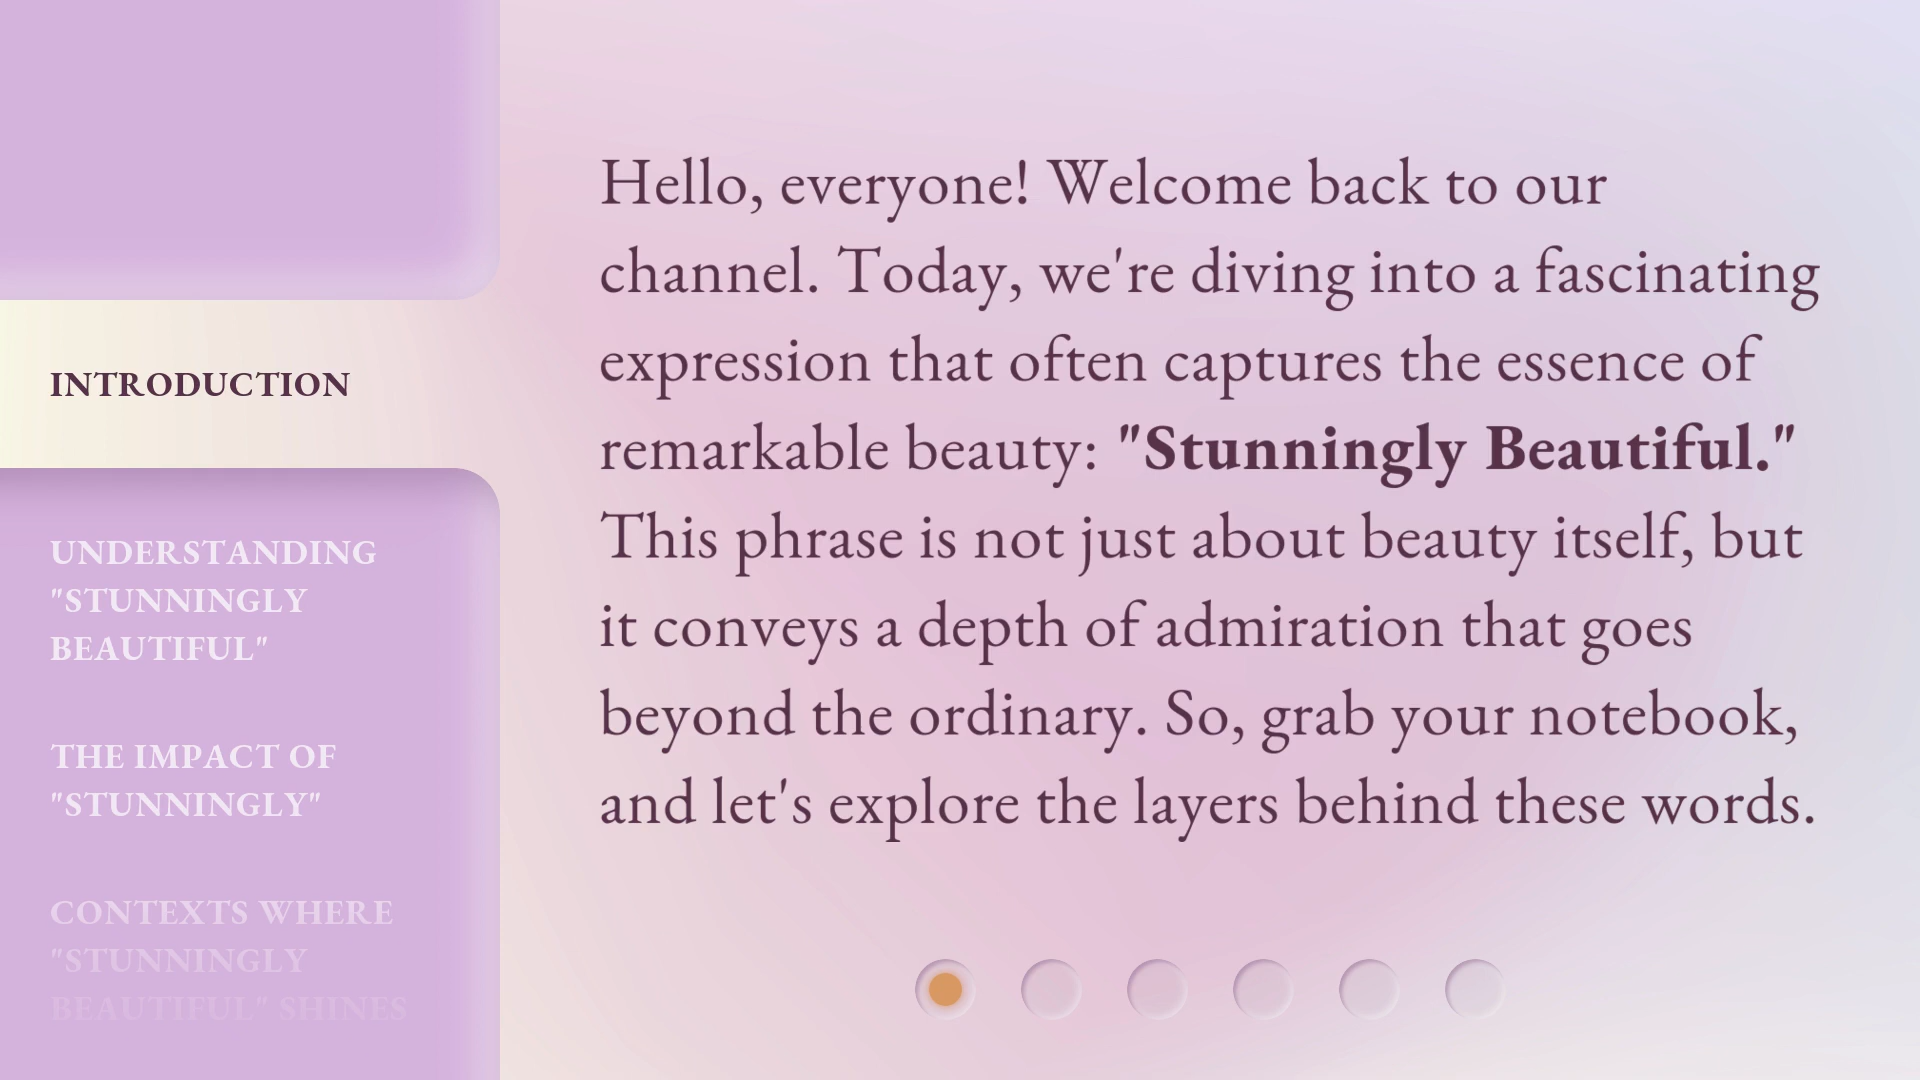 INTRODUCTION
UNDERSTANDING
"STUNNINGLY
BEAUTIFUL"
THE IMPACT OF
"STUNNINGLY"
CONTEXTS WHERE
"STUNNINGLY
BEAUTIFUL" SHINES
Hello, everyone! Welcome back to our
channel. Today, we're diving into a fascinating
expression that often captures the essence of
remarkable beauty: "Stunningly Beautiful."
This phrase is not just about beauty itself, but
it conveys a depth of admiration that goes
beyond the ordinary. So, grab your notebook,
and let's explore the layers behind these words.